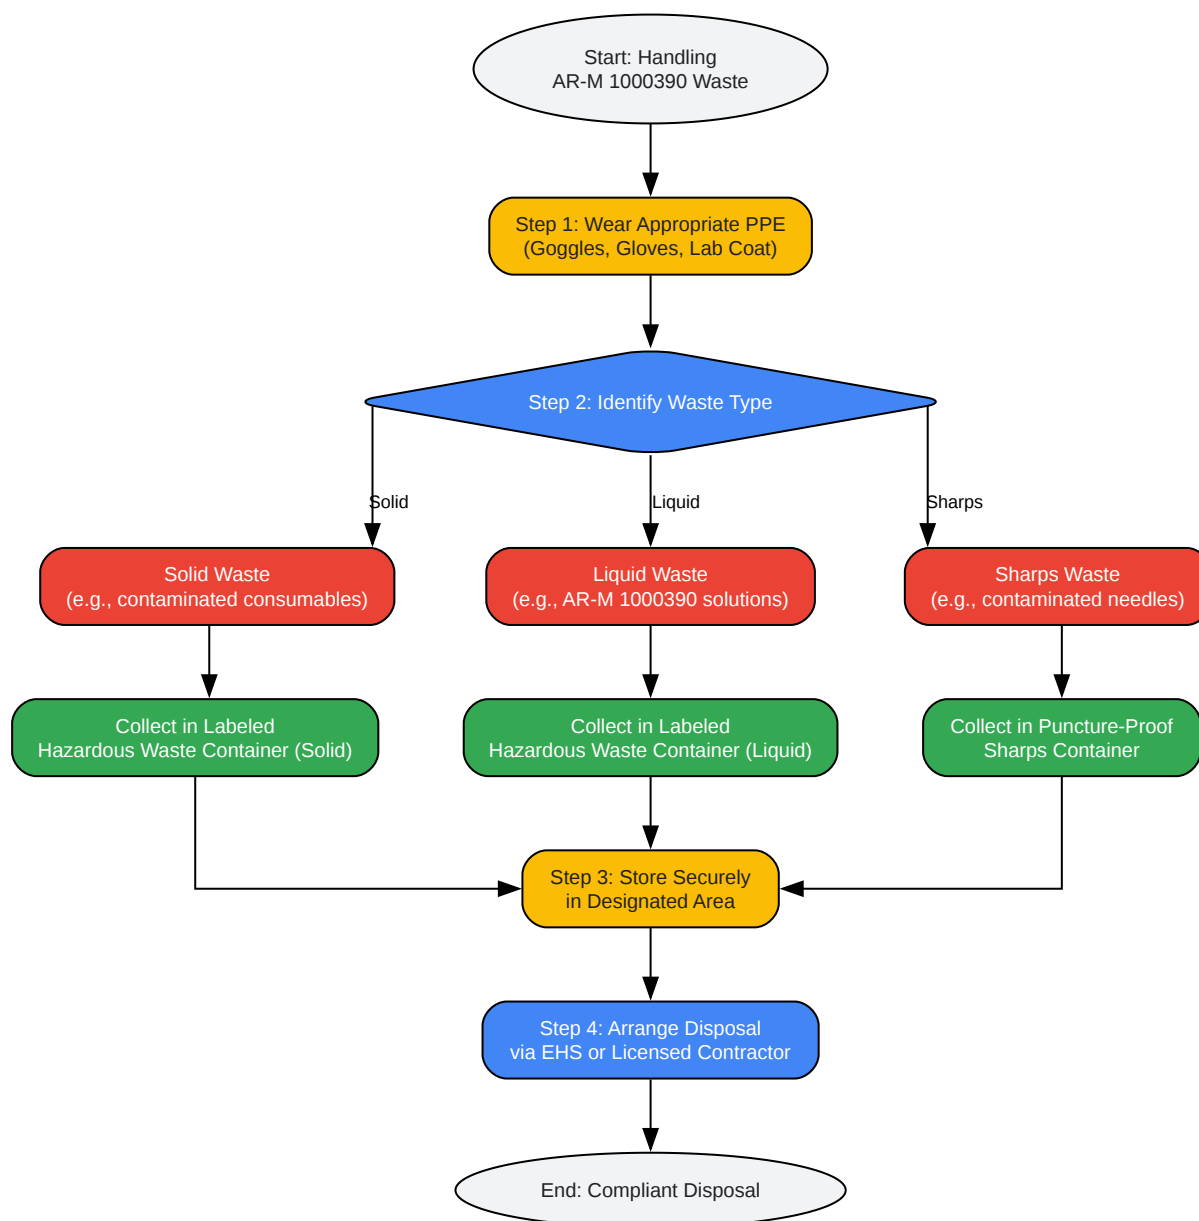 Start: Handling
AR-M 1000390 Waste
Step 1: Wear Appropriate PPE
(Goggles, Gloves, Lab Coat)
Step 2: Identify Waste Type
Solid
Liquid
Sharps
Solid Waste
(e.g., contaminated consumables)
Liquid Waste
(e.g., AR-M 1000390 solutions)
Sharps Waste
(e.g., contaminated needles)
Collect in Labeled
Hazardous Waste Container (Solid)
Collect in Labeled
Hazardous Waste Container (Liquid)
Collect in Puncture-Proof
Sharps Container
Step 3: Store Securely
in Designated Area
Step 4: Arrange Disposal
via EHS or Licensed Contractor
End: Compliant Disposal